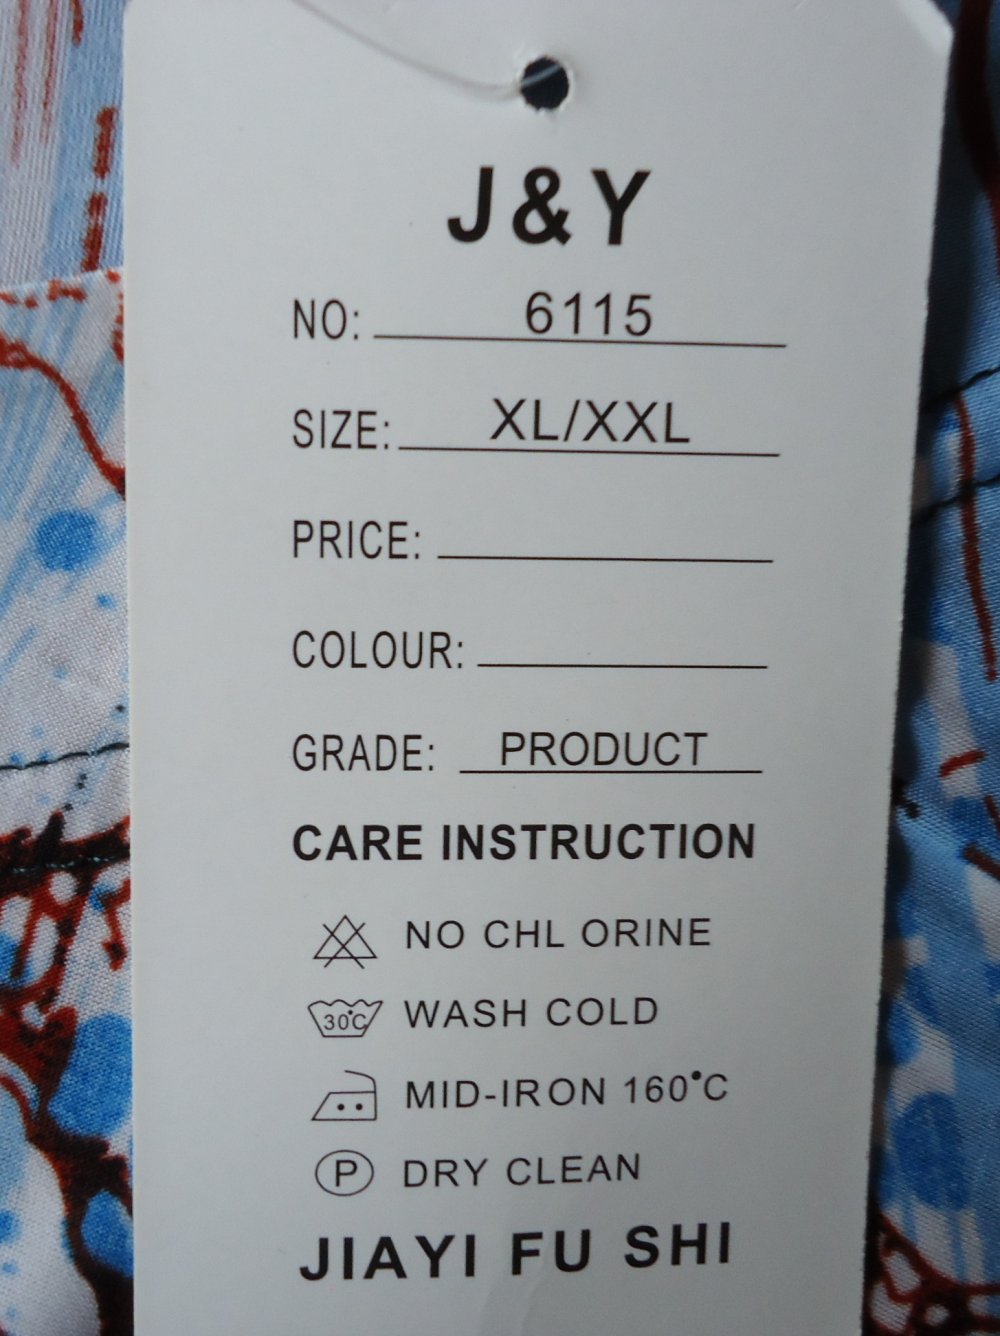 J&Y
NO: 6115
SIZE: XL/XXL
PRICE:
COLOUR:
GRADE: PRODUCT
CARE INSTRUCTION
NO CHL ORINE
30°C WASH COLD
MID-IRON 160°C
P DRY CLEAN
JIAYI FU SHI